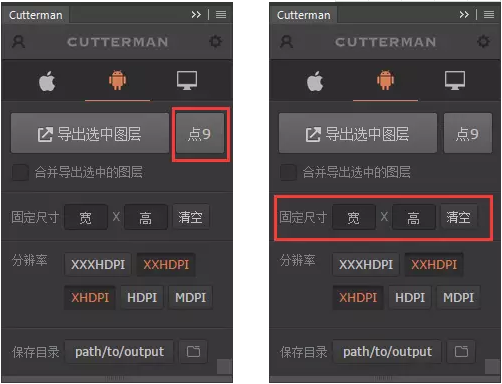 Cutterman
CUTTERMAN
导出选中图层
点9
合并导出选中的图层
固定尺寸 宽 X 高 清空
分辨率 XXXHDPI XXHDPI
XHDPI HDPI MDPI
保存目录 path/to/output
Cutterman
CUTTERMAN
导出选中图层
点9
合并导出选中的图层
固定尺寸 宽 X 高 清空
分辨率 XXXHDPI XXHDPI
XHDPI HDPI MDPI
保存目录 path/to/output